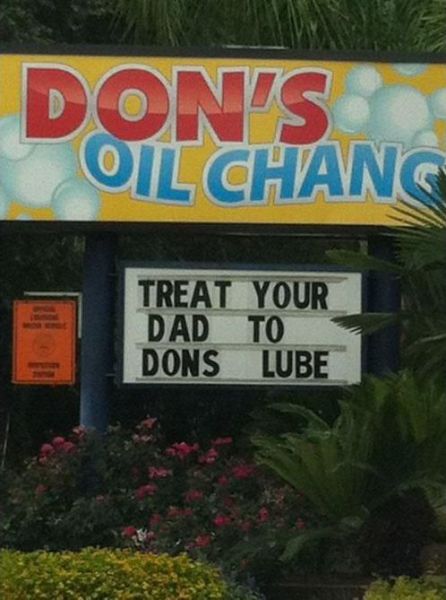 DON'S
OIL CHANG
TREAT YOUR
DAD TO
DONS LUBE